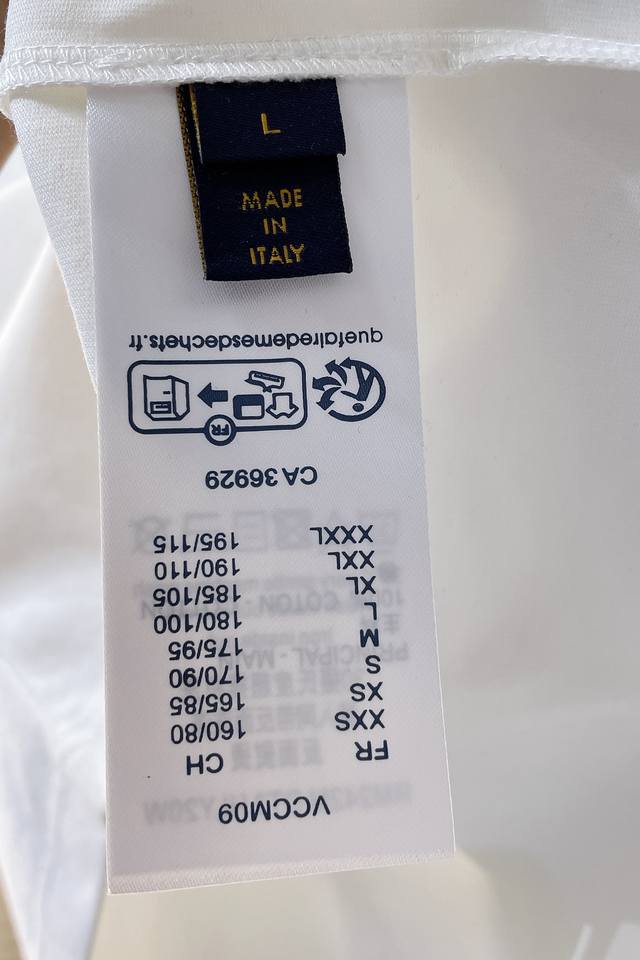 L
MADE
IN
ITALY
VCCM09
FR CH
XXS 160/80
XS 165/85
S 170/90
M 175/95
L 180/100
XL 185/105
XXL 190/110
XXXL 195/115
CA 36929
FR
quefairedemesdechets.fr